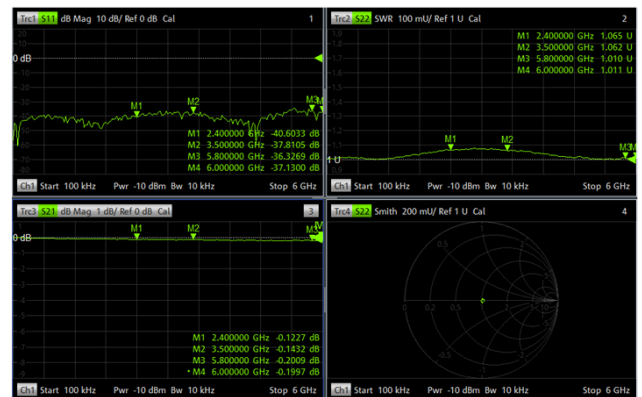 Trc1 S11 dB Mag 10 dB/ Ref 0 dB Cal 1
0 dB
M1 M2 M3
M1 2.400000 GHz -40.6033 dB
M2 3.500000 GHz -37.8105 dB
M3 5.800000 GHz -36.3269 dB
M4 6.000000 GHz -37.1300 dB
Ch1 Start 100 kHz Pwr -10 dBm Bw 10 kHz Stop 6 GHz
Trc2 S22 SWR 100 mU/ Ref 1 U Cal 2
M1 2.400000 GHz 1.065 U
M2 3.500000 GHz 1.062 U
M3 5.800000 GHz 1.010 U
M4 6.000000 GHz 1.011 U
M1 M2
1 U
Ch1 Start 100 kHz Pwr -10 dBm Bw 10 kHz Stop 6 GHz
Trc3 S21 dB Mag 1 dB/ Ref 0 dB Cal 3
0 dB
M1 M2 M3
M1 2.400000 GHz -0.1227 dB
M2 3.500000 GHz -0.1432 dB
M3 5.800000 GHz -0.2009 dB
• M4 6.000000 GHz -0.1997 dB
Ch1 Start 100 kHz Pwr -10 dBm Bw 10 kHz Stop 6 GHz
Trc4 S22 Smith 200 mU/ Ref 1 U Cal 4
0.5 1 2
0 0.2 0.5 1 2
-0.5 -1 -2
Ch1 Start 100 kHz Pwr -10 dBm Bw 10 kHz Stop 6 GHz